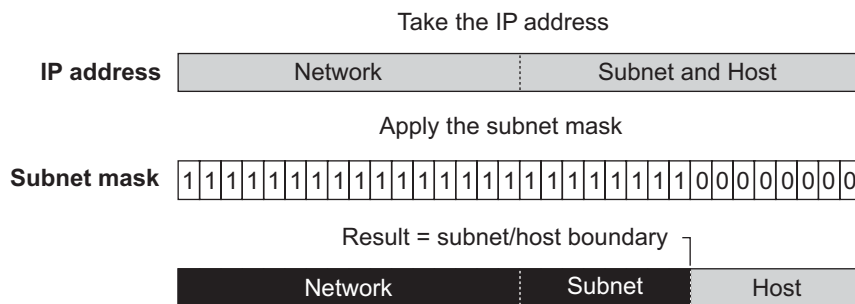 Take the IP address
IP address Network Subnet and Host
Apply the subnet mask
Subnet mask 1 1 1 1 1 1 1 1 1 1 1 1 1 1 1 1 1 1 1 1 1 1 1 1 0 0 0 0 0 0 0 0
Result = subnet/host boundary
Network Subnet Host